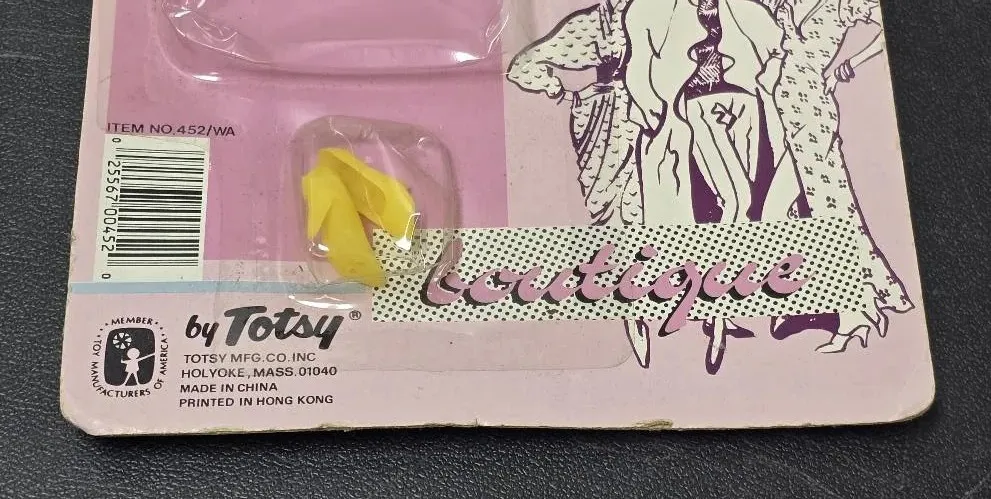 ITEM NO.452/WA
0 25567 00452 0
boutique
by Totsy®
MEMBER
TOY MANUFACTURERS OF AMERICA
TOTSY MFG.CO.INC
HOLYOKE, MASS.01040
MADE IN CHINA
PRINTED IN HONG KONG